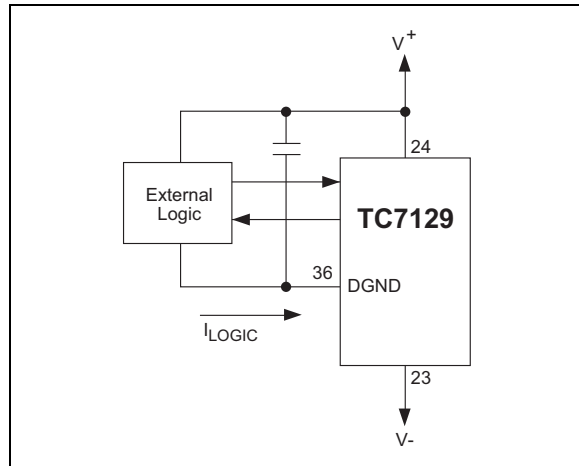 V+
24
External
Logic
TC7129
36
DGND
ILOGIC
23
V-